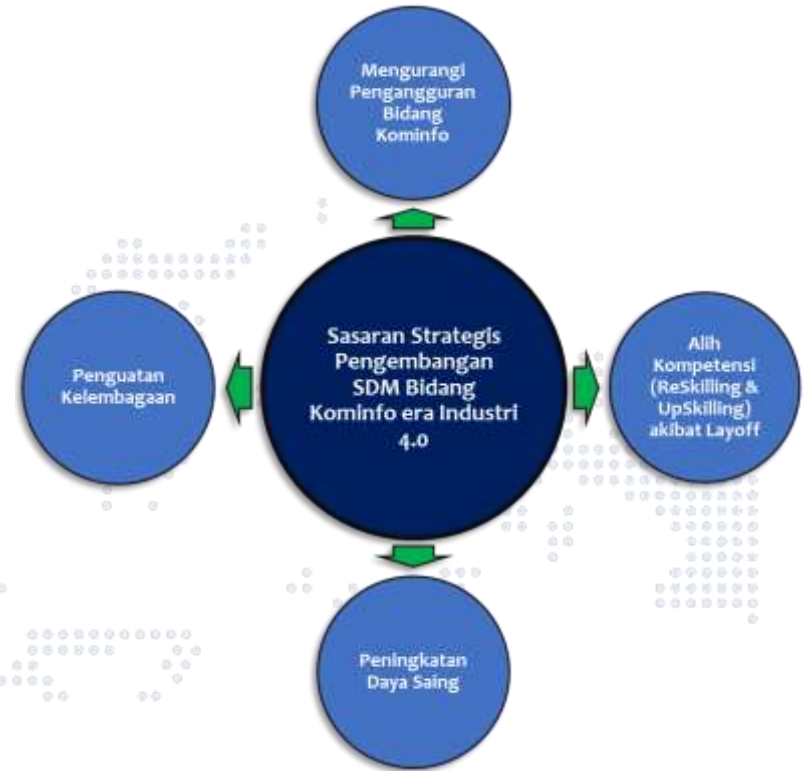 Mengurangi
Pengangguran
Bidang
Kominfo
Sasaran Strategis
Pengembangan
SDM Bidang
Kominfo era Industri
4.0
Penguatan
Kelembagaan
Alih
Kompetensi
(ReSkilling &
UpSkilling)
akibat Layoff
Peningkatan
Daya Saing